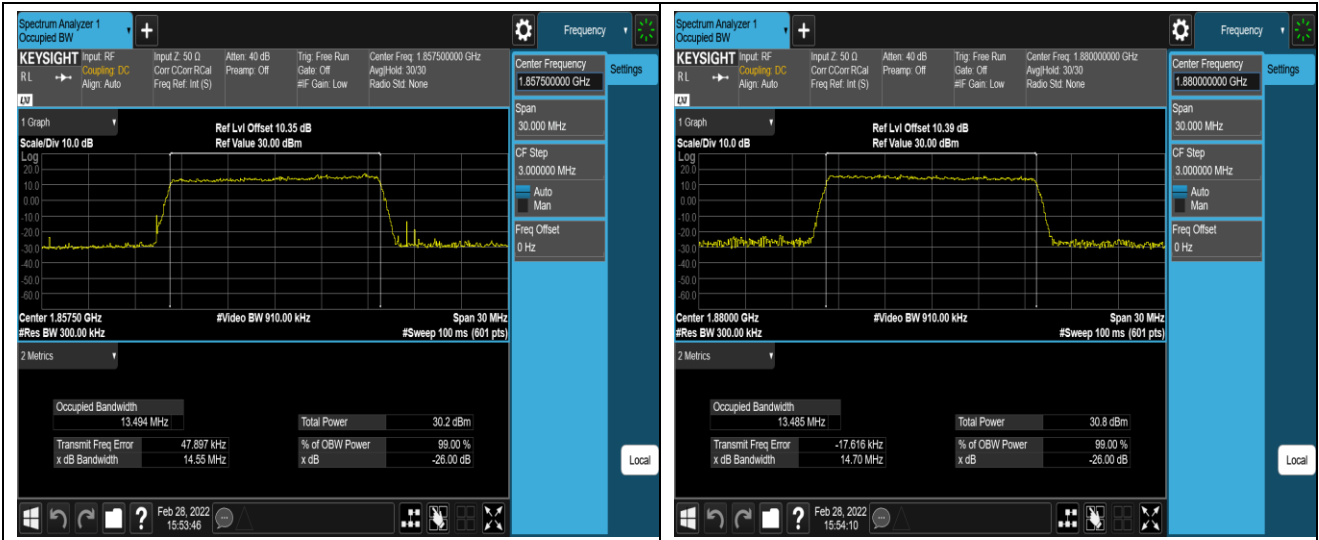 Spectrum Analyzer 1
Occupied BW
Frequency
KEYSIGHT
Input: RF
Coupling: DC
Align: Auto
Input Z: 50 Ω
Corr CCorr RCal
Freq Ref: Int (S)
Atten: 40 dB
Preamp: Off
Trig: Free Run
Gate: Off
#IF Gain: Low
Center Freq: 1.857500000 GHz
Avg|Hold: 30/30
Radio Std: None
RL
LXI
Center Frequency
1.857500000 GHz
Settings
Span
30.000 MHz
CF Step
3.000000 MHz
Auto
Man
Freq Offset
0 Hz
1 Graph
Ref Lvl Offset 10.35 dB
Scale/Div 10.0 dB
Ref Value 30.00 dBm
Log
20.0
10.0
0.00
-10.0
-20.0
-30.0
-40.0
-50.0
-60.0
Center 1.85750 GHz
#Video BW 910.00 kHz
Span 30 MHz
#Res BW 300.00 kHz
#Sweep 100 ms (601 pts)
2 Metrics
Occupied Bandwidth
13.494 MHz
Total Power 30.2 dBm
Transmit Freq Error 47.897 kHz
% of OBW Power 99.00 %
x dB Bandwidth 14.55 MHz
x dB -26.00 dB
Local
?
Feb 28, 2022
15:53:46
Spectrum Analyzer 1
Occupied BW
Frequency
KEYSIGHT
Input: RF
Coupling: DC
Align: Auto
Input Z: 50 Ω
Corr CCorr RCal
Freq Ref: Int (S)
Atten: 40 dB
Preamp: Off
Trig: Free Run
Gate: Off
#IF Gain: Low
Center Freq: 1.880000000 GHz
Avg|Hold: 30/30
Radio Std: None
RL
LXI
Center Frequency
1.880000000 GHz
Settings
Span
30.000 MHz
CF Step
3.000000 MHz
Auto
Man
Freq Offset
0 Hz
1 Graph
Ref Lvl Offset 10.39 dB
Scale/Div 10.0 dB
Ref Value 30.00 dBm
Log
20.0
10.0
0.00
-10.0
-20.0
-30.0
-40.0
-50.0
-60.0
Center 1.88000 GHz
#Video BW 910.00 kHz
Span 30 MHz
#Res BW 300.00 kHz
#Sweep 100 ms (601 pts)
2 Metrics
Occupied Bandwidth
13.485 MHz
Total Power 30.8 dBm
Transmit Freq Error -17.616 kHz
% of OBW Power 99.00 %
x dB Bandwidth 14.70 MHz
x dB -26.00 dB
Local
?
Feb 28, 2022
15:54:10